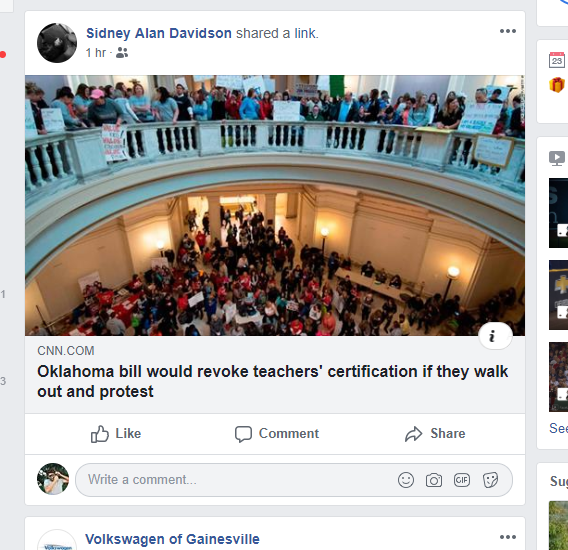 Sidney Alan Davidson shared a link.
1 hr ·
23
i
CNN.COM
Oklahoma bill would revoke teachers' certification if they walk
out and protest
Like Comment Share
Write a comment...
GIF
1
3
See
Sug
Volkswagen
Volkswagen of Gainesville